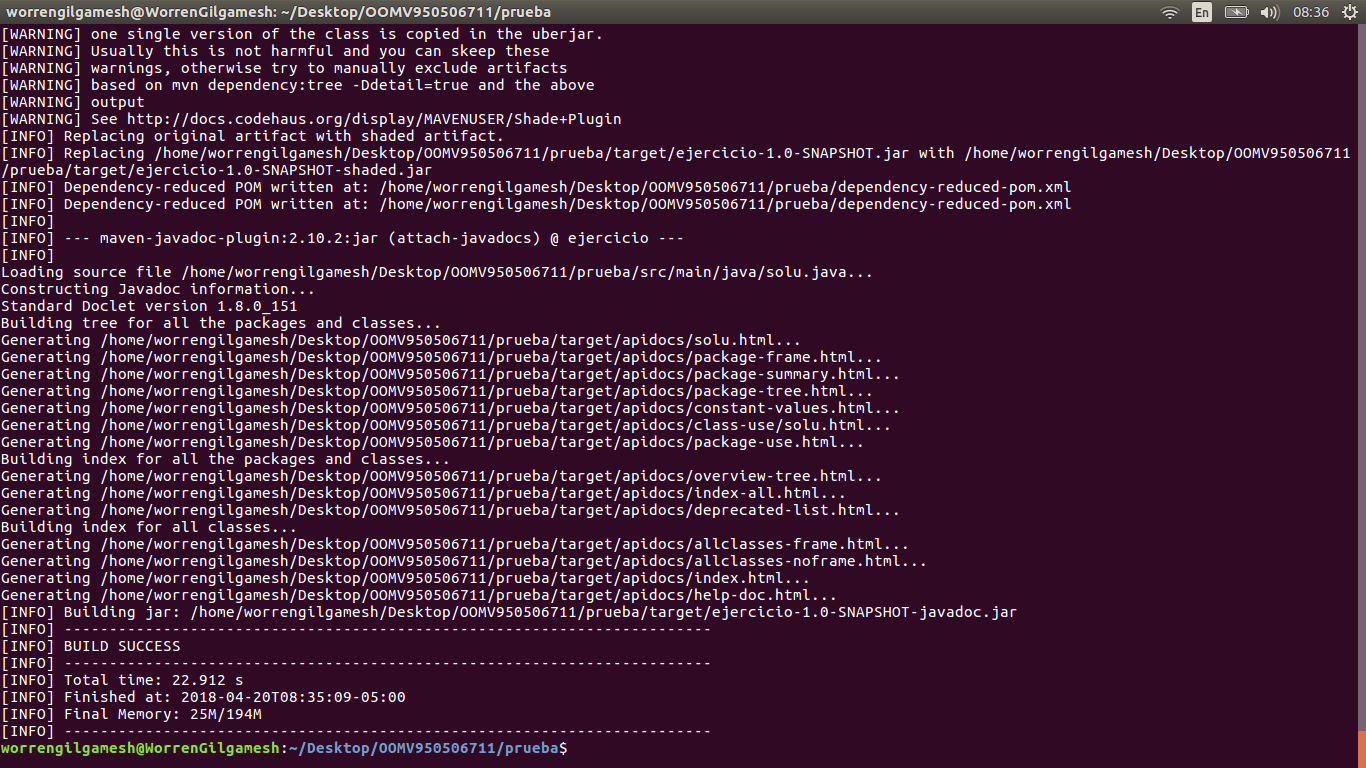 worrengilgamesh@WorrenGilgamesh: ~/Desktop/OOMV950506711/prueba
En
08:36
[WARNING] one single version of the class is copied in the uberjar.
[WARNING] Usually this is not harmful and you can skeep these
[WARNING] warnings, otherwise try to manually exclude artifacts
[WARNING] based on mvn dependency:tree -Ddetail=true and the above
[WARNING] output
[WARNING] See http://docs.codehaus.org/display/MAVENUSER/Shade+Plugin
[INFO] Replacing original artifact with shaded artifact.
[INFO] Replacing /home/worrengilgamesh/Desktop/OOMV950506711/prueba/target/ejercicio-1.0-SNAPSHOT.jar with /home/worrengilgamesh/Desktop/OOMV950506711
/prueba/target/ejercicio-1.0-SNAPSHOT-shaded.jar
[INFO] Dependency-reduced POM written at: /home/worrengilgamesh/Desktop/OOMV950506711/prueba/dependency-reduced-pom.xml
[INFO] Dependency-reduced POM written at: /home/worrengilgamesh/Desktop/OOMV950506711/prueba/dependency-reduced-pom.xml
[INFO]
[INFO] --- maven-javadoc-plugin:2.10.2:jar (attach-javadocs) @ ejercicio ---
[INFO]
Loading source file /home/worrengilgamesh/Desktop/OOMV950506711/prueba/src/main/java/solu.java...
Constructing Javadoc information...
Standard Doclet version 1.8.0_151
Building tree for all the packages and classes...
Generating /home/worrengilgamesh/Desktop/OOMV950506711/prueba/target/apidocs/solu.html...
Generating /home/worrengilgamesh/Desktop/OOMV950506711/prueba/target/apidocs/package-frame.html...
Generating /home/worrengilgamesh/Desktop/OOMV950506711/prueba/target/apidocs/package-summary.html...
Generating /home/worrengilgamesh/Desktop/OOMV950506711/prueba/target/apidocs/package-tree.html...
Generating /home/worrengilgamesh/Desktop/OOMV950506711/prueba/target/apidocs/constant-values.html...
Generating /home/worrengilgamesh/Desktop/OOMV950506711/prueba/target/apidocs/class-use/solu.html...
Generating /home/worrengilgamesh/Desktop/OOMV950506711/prueba/target/apidocs/package-use.html...
Building index for all the packages and classes...
Generating /home/worrengilgamesh/Desktop/OOMV950506711/prueba/target/apidocs/overview-tree.html...
Generating /home/worrengilgamesh/Desktop/OOMV950506711/prueba/target/apidocs/index-all.html...
Generating /home/worrengilgamesh/Desktop/OOMV950506711/prueba/target/apidocs/deprecated-list.html...
Building index for all classes...
Generating /home/worrengilgamesh/Desktop/OOMV950506711/prueba/target/apidocs/allclasses-frame.html...
Generating /home/worrengilgamesh/Desktop/OOMV950506711/prueba/target/apidocs/allclasses-noframe.html...
Generating /home/worrengilgamesh/Desktop/OOMV950506711/prueba/target/apidocs/index.html...
Generating /home/worrengilgamesh/Desktop/OOMV950506711/prueba/target/apidocs/help-doc.html...
[INFO] Building jar: /home/worrengilgamesh/Desktop/OOMV950506711/prueba/target/ejercicio-1.0-SNAPSHOT-javadoc.jar
[INFO] ------------------------------------------------------------------------
[INFO] BUILD SUCCESS
[INFO] ------------------------------------------------------------------------
[INFO] Total time: 22.912 s
[INFO] Finished at: 2018-04-20T08:35:09-05:00
[INFO] Final Memory: 25M/194M
[INFO] ------------------------------------------------------------------------
worrengilgamesh@WorrenGilgamesh:~/Desktop/OOMV950506711/prueba$